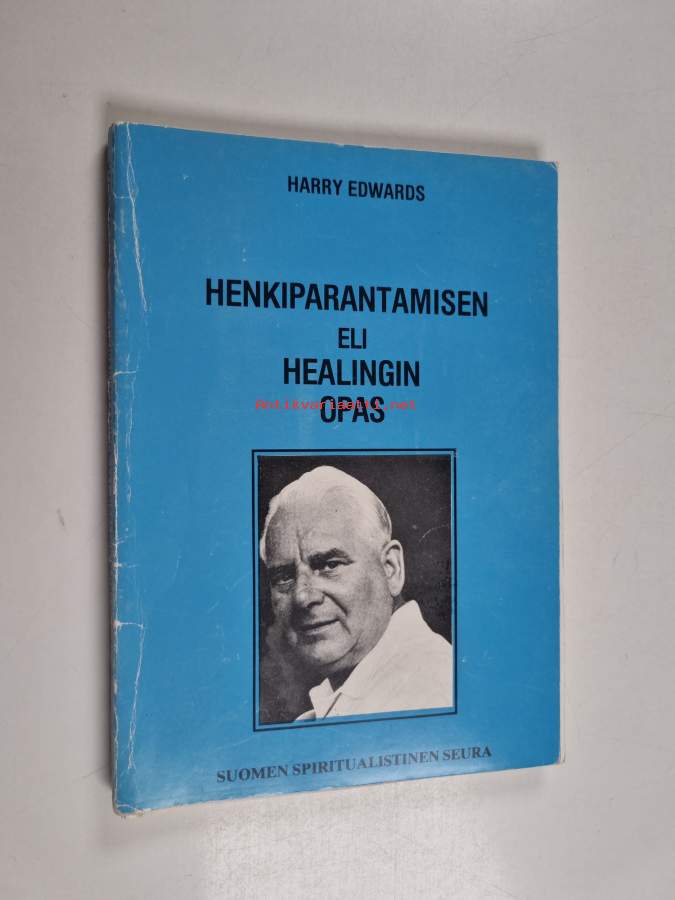 HARRY EDWARDS
HENKIPARANTAMISEN
ELI
HEALINGIN
Antikvariaatti.net
OPAS
SUOMEN SPIRITUALISTINEN SEURA